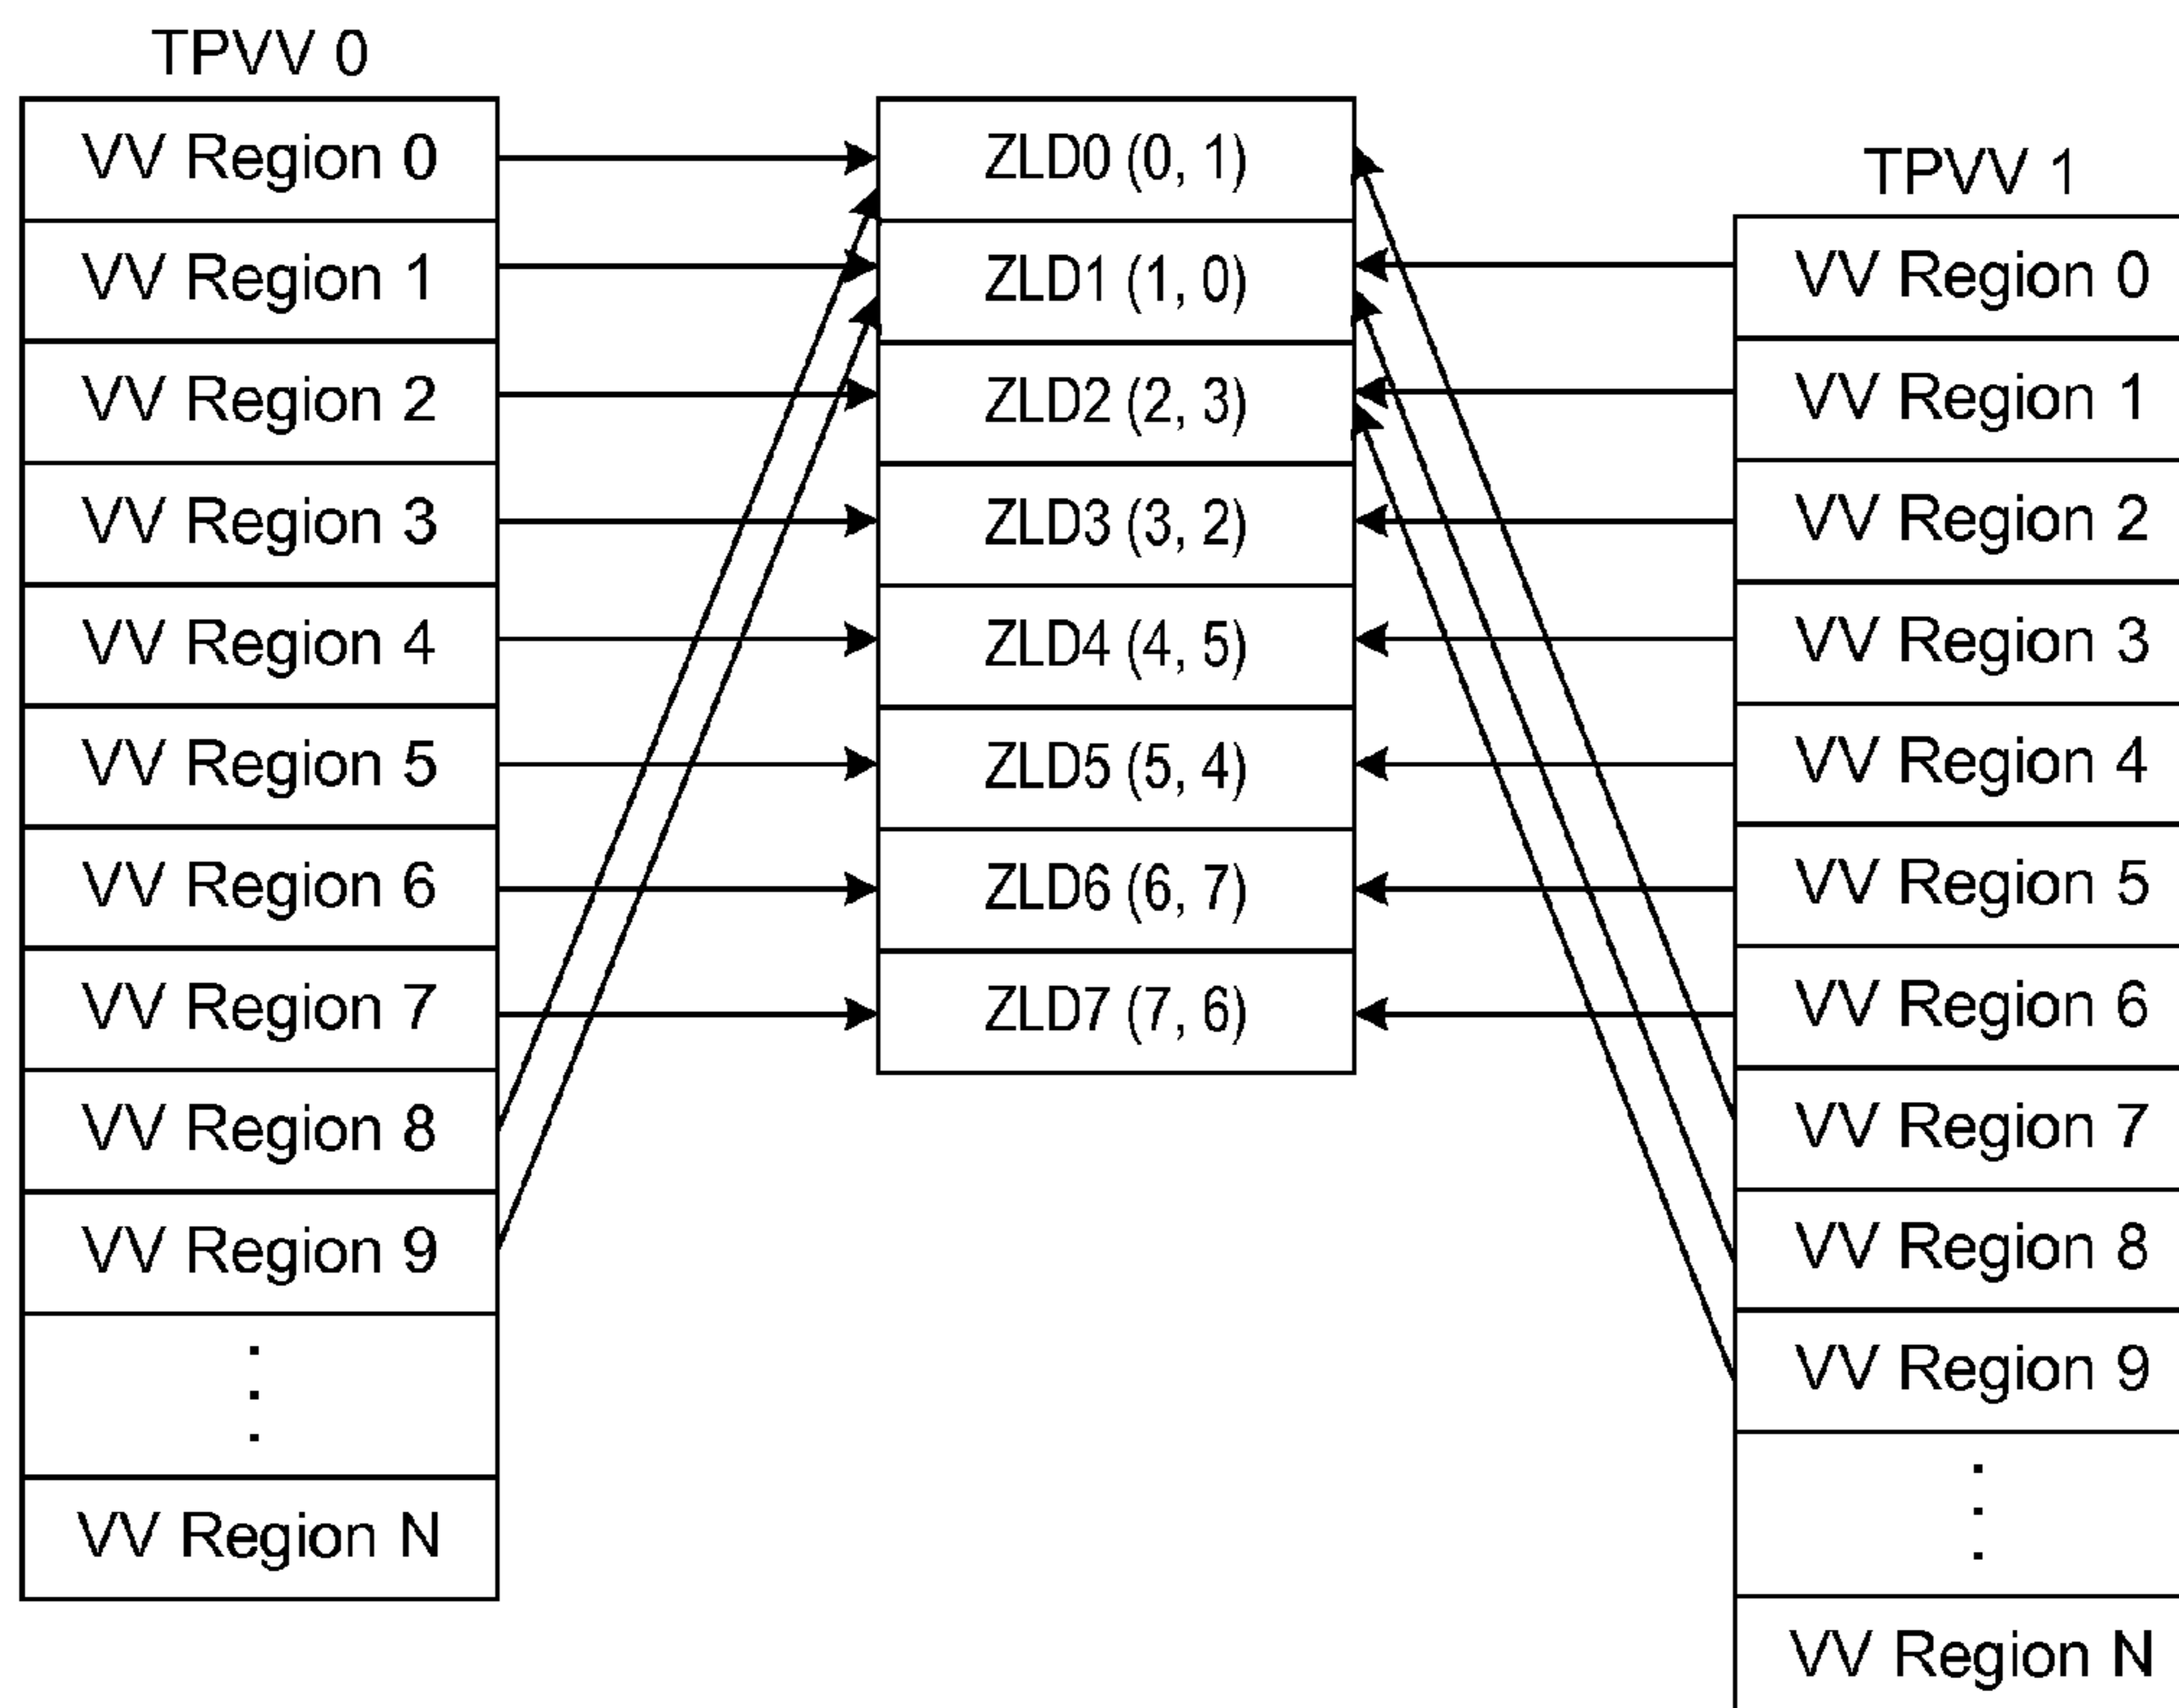 TPVV 0
VV Region 0
VV Region 1
VV Region 2
VV Region 3
VV Region 4
VV Region 5
VV Region 6
VV Region 7
VV Region 8
VV Region 9
VV Region N
ZLD0 (0, 1)
ZLD1 (1, 0)
ZLD2 (2, 3)
ZLD3 (3, 2)
ZLD4 (4, 5)
ZLD5 (5, 4)
ZLD6 (6, 7)
ZLD7 (7, 6)
TPVV 1
VV Region 0
VV Region 1
VV Region 2
VV Region 3
VV Region 4
VV Region 5
VV Region 6
VV Region 7
VV Region 8
VV Region 9
VV Region N